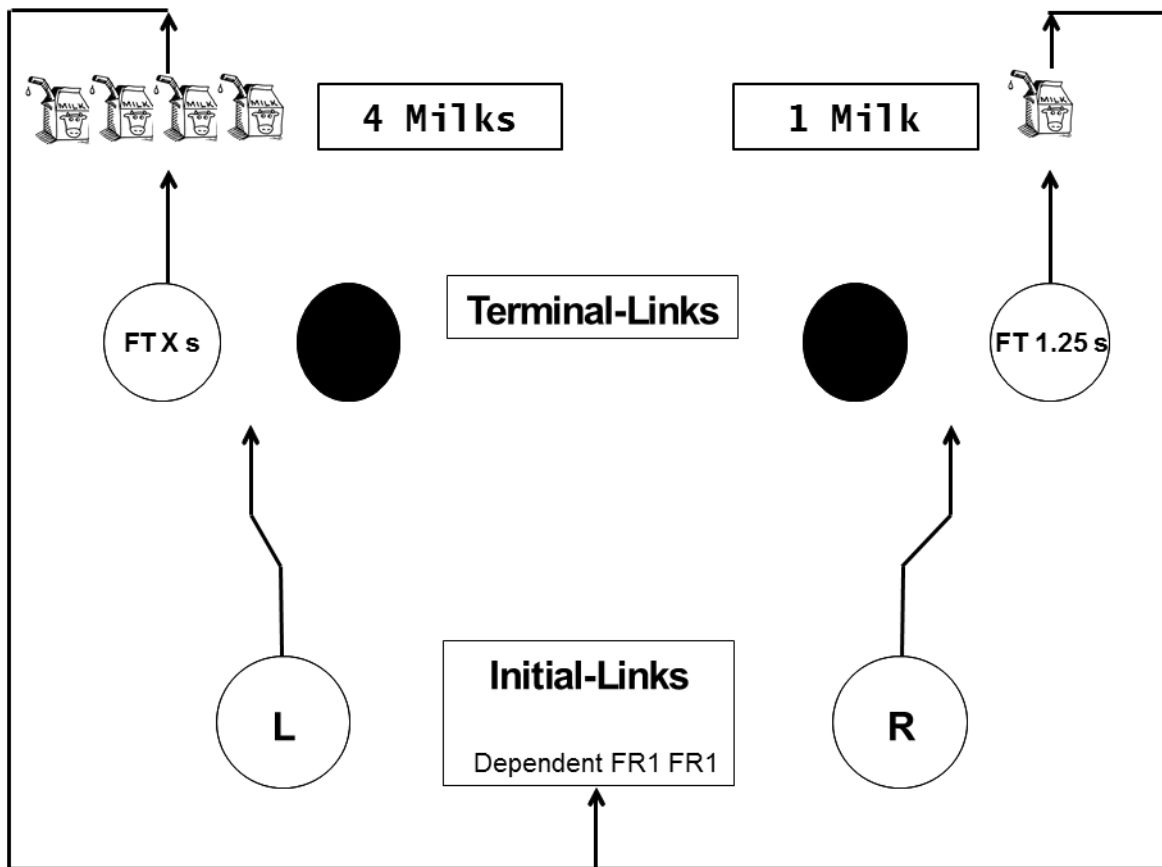 MILK MILK MILK MILK
4 Milks
1 Milk
MILK
FT X s
Terminal-Links
FT 1.25 s
L
Initial-Links
R
Dependent FR1 FR1